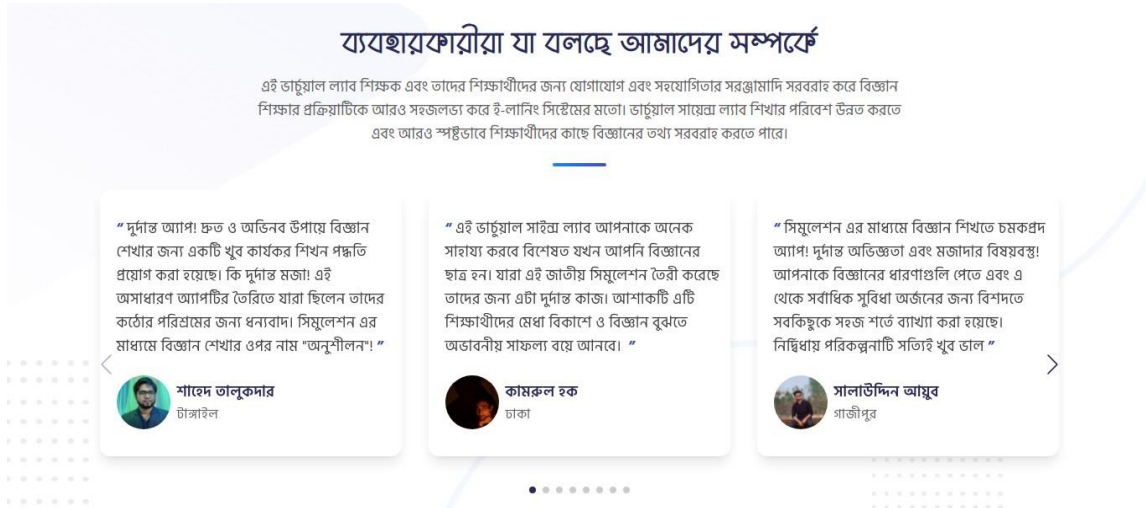 ব্যবহারকারীরা যা বলছে আমাদের সম্পর্কে
এই ভার্চুয়াল ল্যাব শিক্ষক এবং তাদের শিক্ষার্থীদের জন্য যোগাযোগ এবং সহযোগিতার সরঞ্জামাদি সরবরাহ করে বিজ্ঞান
শিক্ষার প্রক্রিয়াটিকে আরও সহজলভ্য করে ই-লানিং সিস্টেমের মতো। ভার্চুয়াল সায়েন্স ল্যাব শিখার পরিবেশ উন্নত করতে
এবং আরও স্পষ্টভাবে শিক্ষার্থীদের কাছে বিজ্ঞানের তথ্য সরবরাহ করতে পারে।
“ দুর্দান্ত অ্যাপ! দ্রুত ও অভিনব উপায়ে বিজ্ঞান
শেখার জন্য একটি খুব কার্যকর শিখন পদ্ধতি
প্রয়োগ করা হয়েছে। কি দুর্দান্ত মজা! এই
অসাধারণ অ্যাপটির তৈরিতে যারা ছিলেন তাদের
কঠোর পরিশ্রমের জন্য ধন্যবাদ। সিমুলেশন এর
মাধ্যমে বিজ্ঞান শেখার ওপর নাম "অনুশীলন"! ”
শাহেদ তালুকদার
টাঙ্গাইল
“ এই ভার্চুয়াল সাইন্স ল্যাব আপনাকে অনেক
সাহায্য করবে বিশেষত যখন আপনি বিজ্ঞানের
ছাত্র হন। যারা এই জাতীয় সিমুলেশন তৈরী করেছে
তাদের জন্য এটা দুর্দান্ত কাজ। আশাকটি এটি
শিক্ষাথীদের মেধা বিকাশে ও বিজ্ঞান বুঝতে
অভাবনীয় সাফল্য বয়ে আনবে। ”
কামরুল হক
ঢাকা
“ সিমুলেশন এর মাধ্যমে বিজ্ঞান শিখতে চমকপ্রদ
অ্যাপ! দুর্দান্ত অভিজ্ঞতা এবং মজাদার বিষয়বস্তু!
আপনাকে বিজ্ঞানের ধারণাগুলি পেতে এবং এ
থেকে সর্বাধিক সুবিধা অর্জনের জন্য বিশদতে
সবকিছুকে সহজ শর্তে ব্যাখ্যা করা হয়েছে।
নির্দ্বিধায় পরিকল্পনাটি সত্যিই খুব ভাল ”
সালাউদ্দিন আয়ুব
গাজীপুর